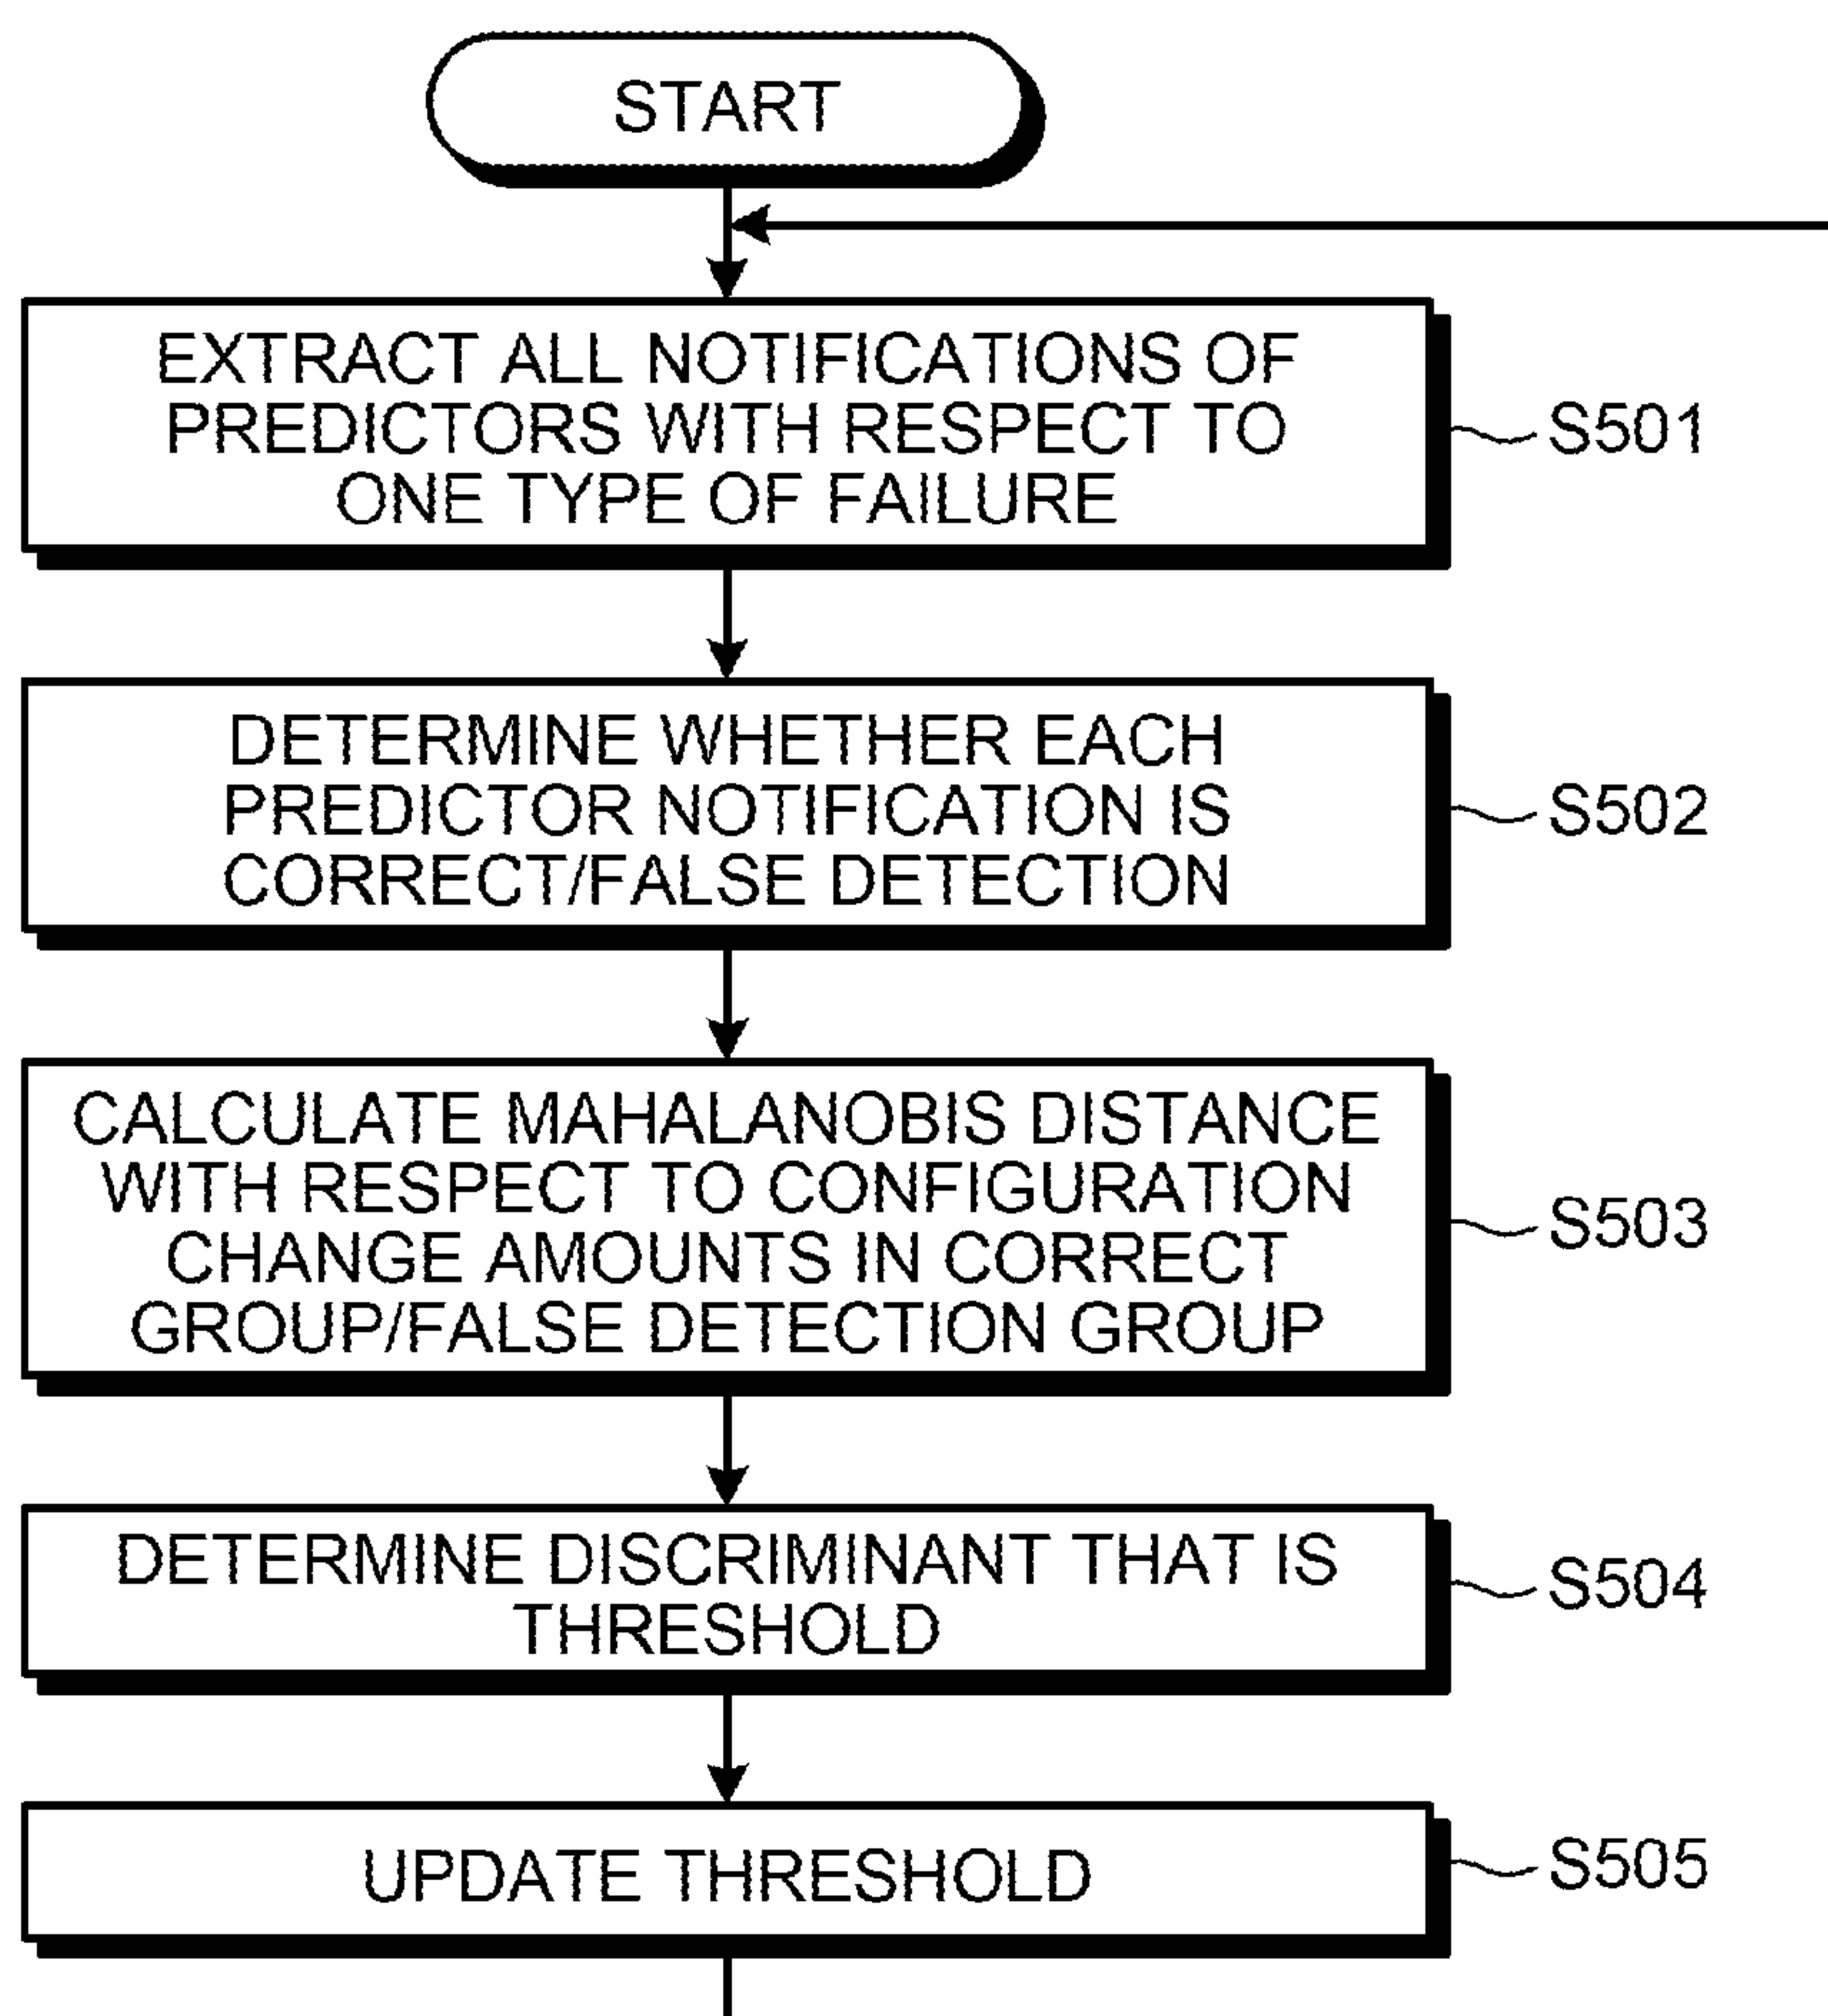 START
EXTRACT ALL NOTIFICATIONS OF
PREDICTORS WITH RESPECT TO
ONE TYPE OF FAILURE
S501
DETERMINE WHETHER EACH
PREDICTOR NOTIFICATION IS
CORRECT/FALSE DETECTION
S502
CALCULATE MAHALANOBIS DISTANCE
WITH RESPECT TO CONFIGURATION
CHANGE AMOUNTS IN CORRECT
GROUP/FALSE DETECTION GROUP
S503
DETERMINE DISCRIMINANT THAT IS
THRESHOLD
S504
UPDATE THRESHOLD
S505